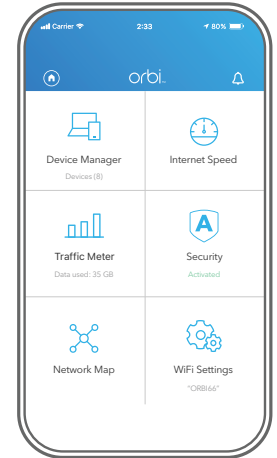 Carrier 2:33 80%
orbi™
Device Manager Internet Speed
Devices (8)
Traffic Meter Security
Data used: 35 GB Activated
A
Network Map WiFi Settings
"ORBI66"